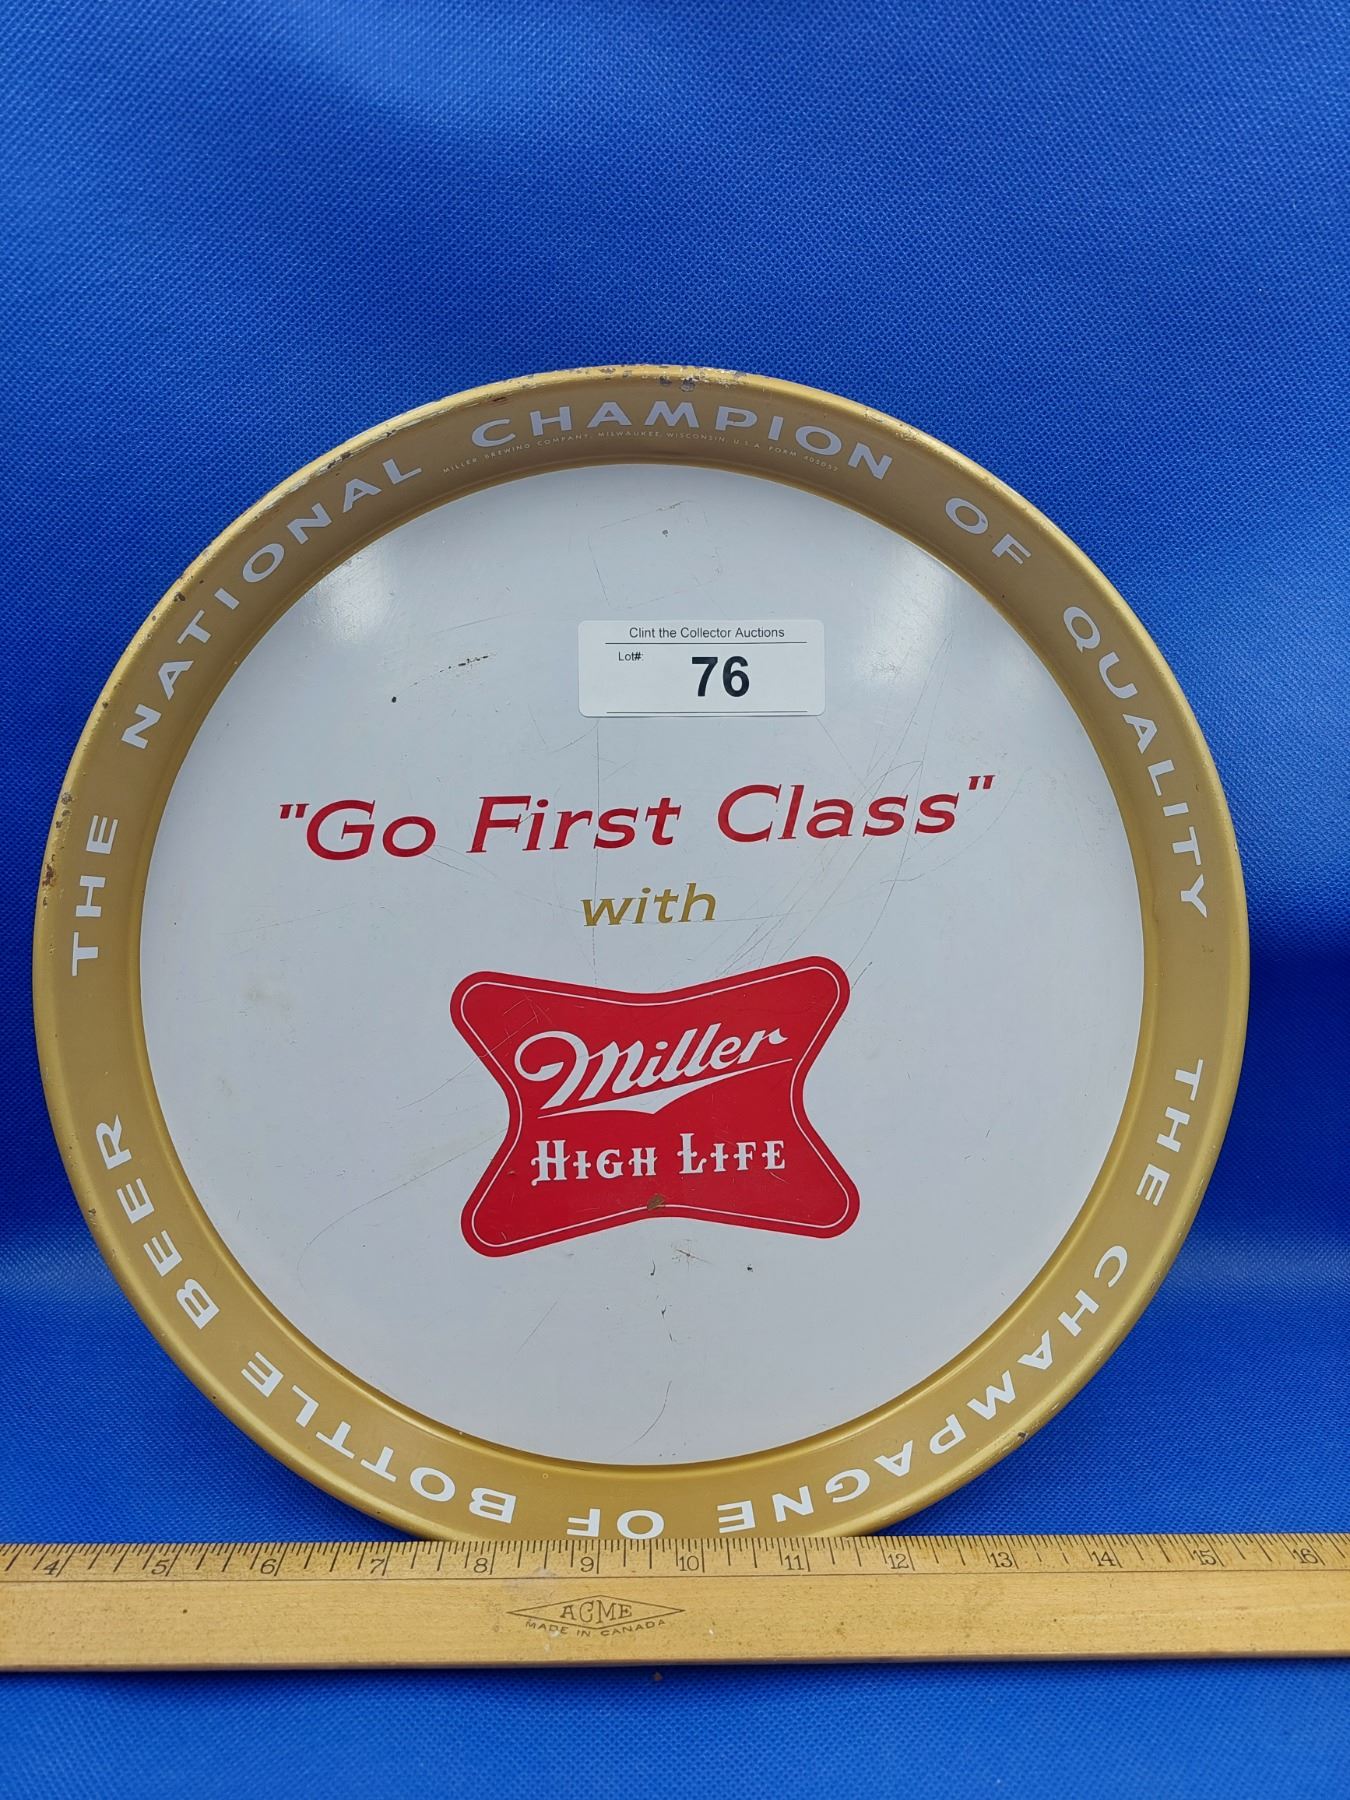 THE NATIONAL CHAMPION OF QUALITY
MILLER BREWING COMPANY, MILWAUKEE, WISCONSIN, U.S.A. FORM 405057
Clint the Collector Auctions
Lot#:
76
"Go First Class"
with
Miller
HIGH LIFE
THE CHAMPAGNE OF BOTTLE BEER
4 5 6 7 8 9 10 11 12 13 14 15 16
ACME
MADE IN CANADA